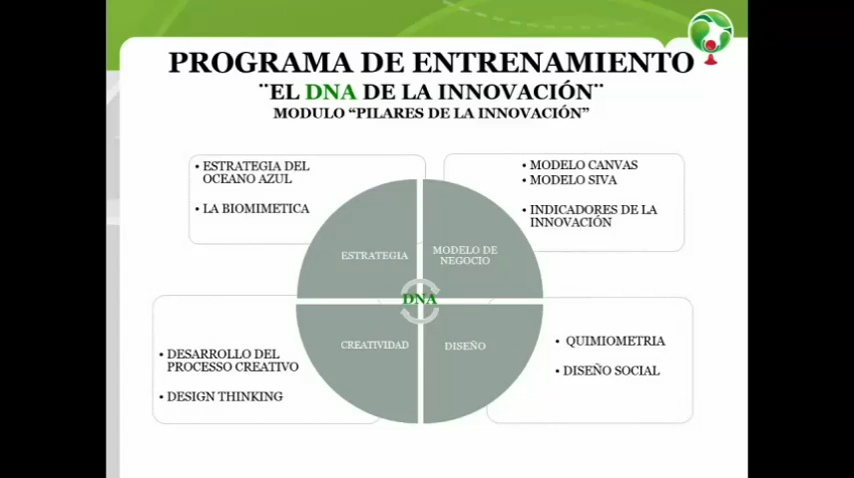 PROGRAMA DE ENTRENAMIENTO
¨EL DNA DE LA INNOVACIÓN¨
MODULO “PILARES DE LA INNOVACIÓN”
• ESTRATEGIA DEL
OCEANO AZUL
• LA BIOMIMETICA
• MODELO CANVAS
• MODELO SIVA
• INDICADORES DE LA
INNOVACIÓN
ESTRATEGIA
MODELO DE
NEGOCIO
DNA
CREATIVIDAD
DISEÑO
• DESARROLLO DEL
PROCESO CREATIVO
• DESIGN THINKING
• QUIMIOMETRIA
• DISEÑO SOCIAL